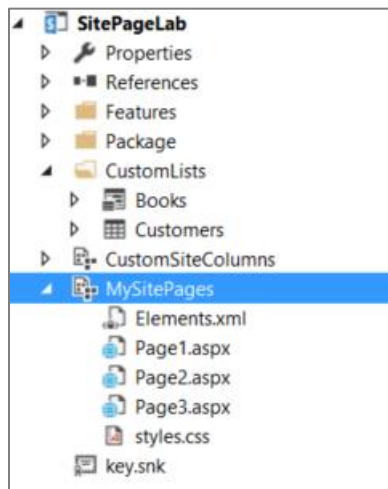 SitePageLab
Properties
References
Features
Package
CustomLists
Books
Customers
CustomSiteColumns
MySitePages
Elements.xml
Page1.aspx
Page2.aspx
Page3.aspx
styles.css
key.snk